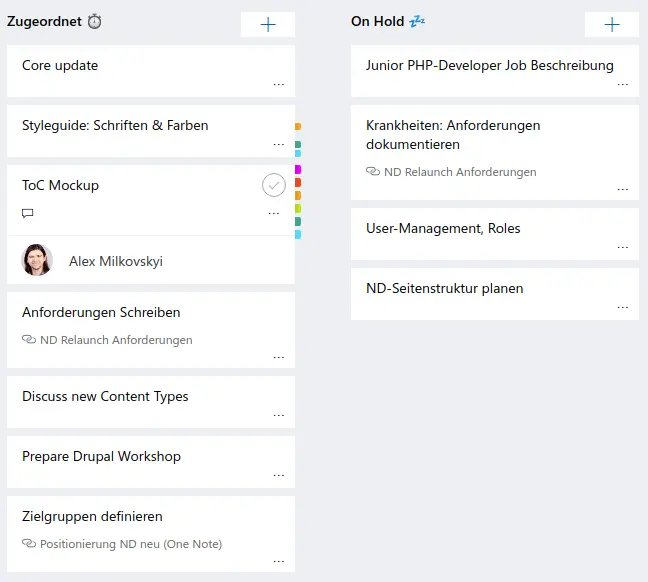 Zugeordnet ⏱
Core update
...
Styleguide: Schriften & Farben
...
ToC Mockup
...
Alex Milkovskyi
Anforderungen Schreiben
ND Relaunch Anforderungen
...
Discuss new Content Types
...
Prepare Drupal Workshop
...
Zielgruppen definieren
Positionierung ND neu (One Note)
...
On Hold 💤
Junior PHP-Developer Job Beschreibung
...
Krankheiten: Anforderungen
dokumentieren
ND Relaunch Anforderungen
...
User-Management, Roles
...
ND-Seitenstruktur planen
...